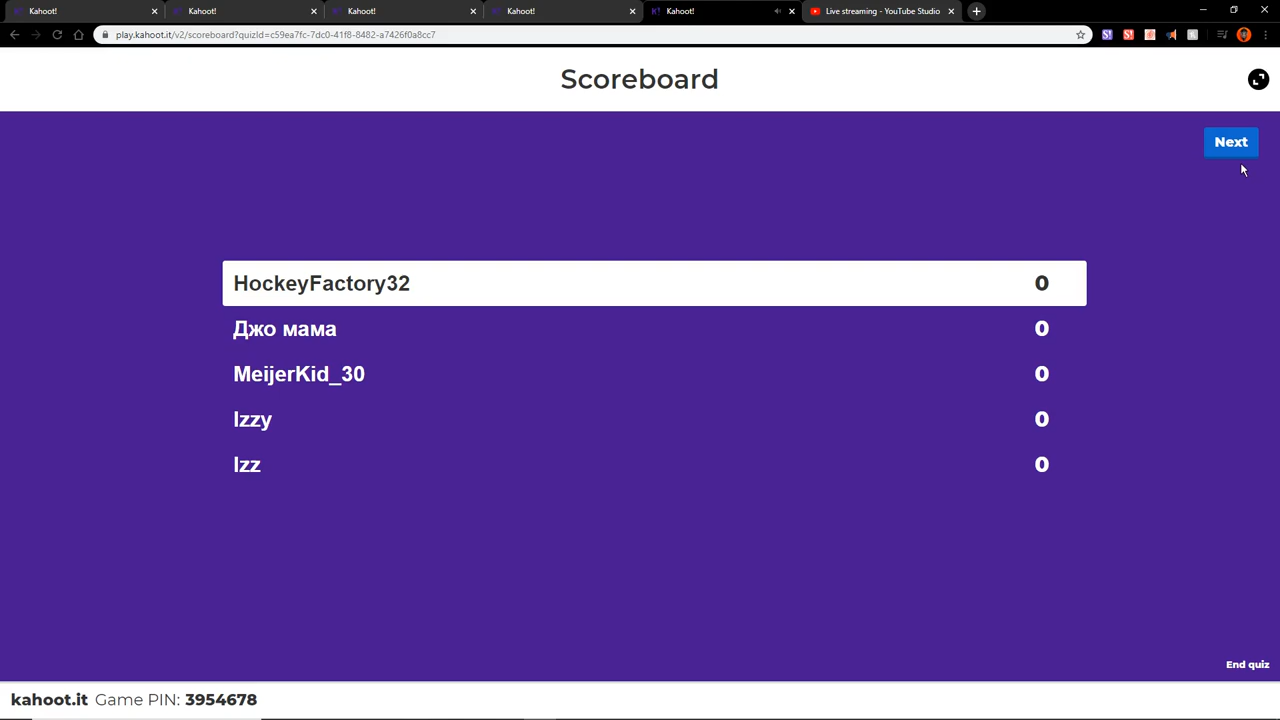 Kahoot!
Kahoot!
Kahoot!
Kahoot!
Kahoot!
Live streaming - YouTube Studio
play.kahoot.it/v2/scoreboard?quizId=c59ea7fc-7dc0-41f8-8482-a7426f0a8cc7
Scoreboard
Next
HockeyFactory32 0
Джо мама 0
MeijerKid_30 0
Izzy 0
Izz 0
End quiz
kahoot.it Game PIN: 3954678